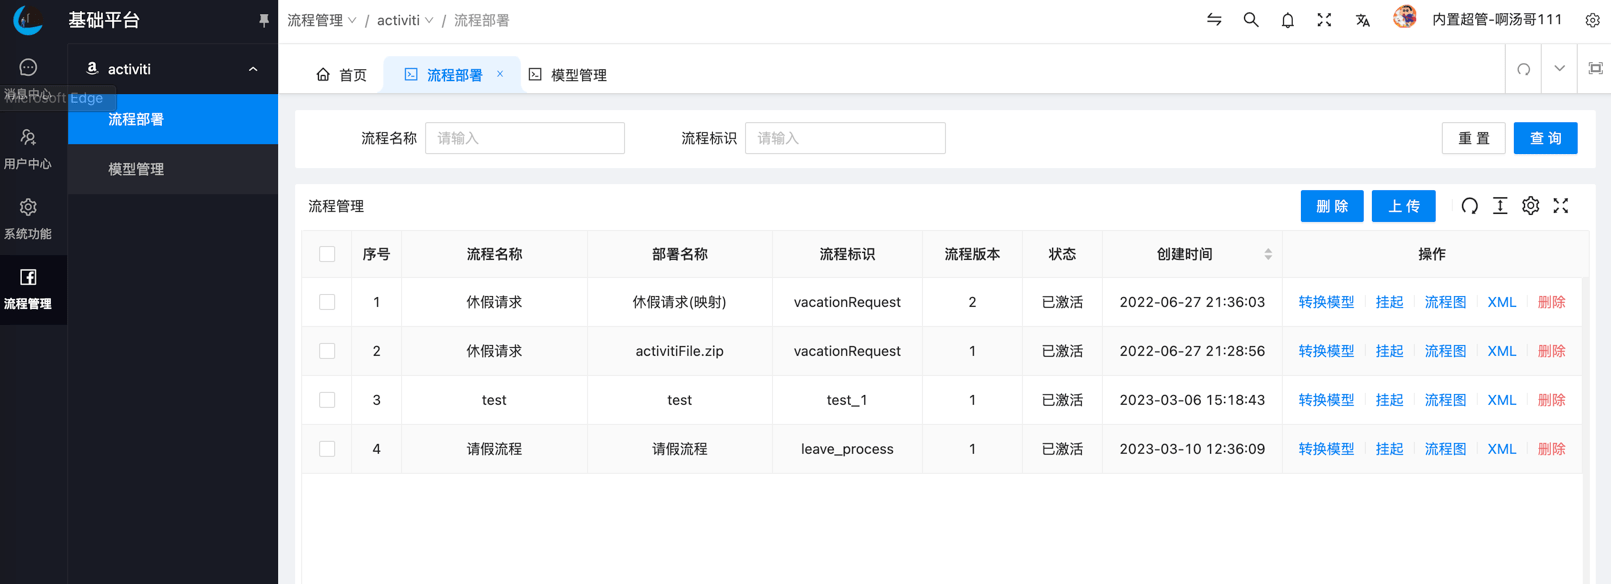 基础平台
流程管理 / activiti / 流程部署
内置超管-啊汤哥111
消息中心
Microsoft Edge
用户中心
系统功能
流程管理
activiti
流程部署
模型管理
首页 流程部署 × 模型管理
流程名称 请输入 流程标识 请输入 重 置 查 询
流程管理 删 除 上 传
序号 流程名称 部署名称 流程标识 流程版本 状态 创建时间 操作
1 休假请求 休假请求(映射) vacationRequest 2 已激活 2022-06-27 21:36:03 转换模型 挂起 流程图 XML 删除
2 休假请求 activitiFile.zip vacationRequest 1 已激活 2022-06-27 21:28:56 转换模型 挂起 流程图 XML 删除
3 test test test_1 1 已激活 2023-03-06 15:18:43 转换模型 挂起 流程图 XML 删除
4 请假流程 请假流程 leave_process 1 已激活 2023-03-10 12:36:09 转换模型 挂起 流程图 XML 删除